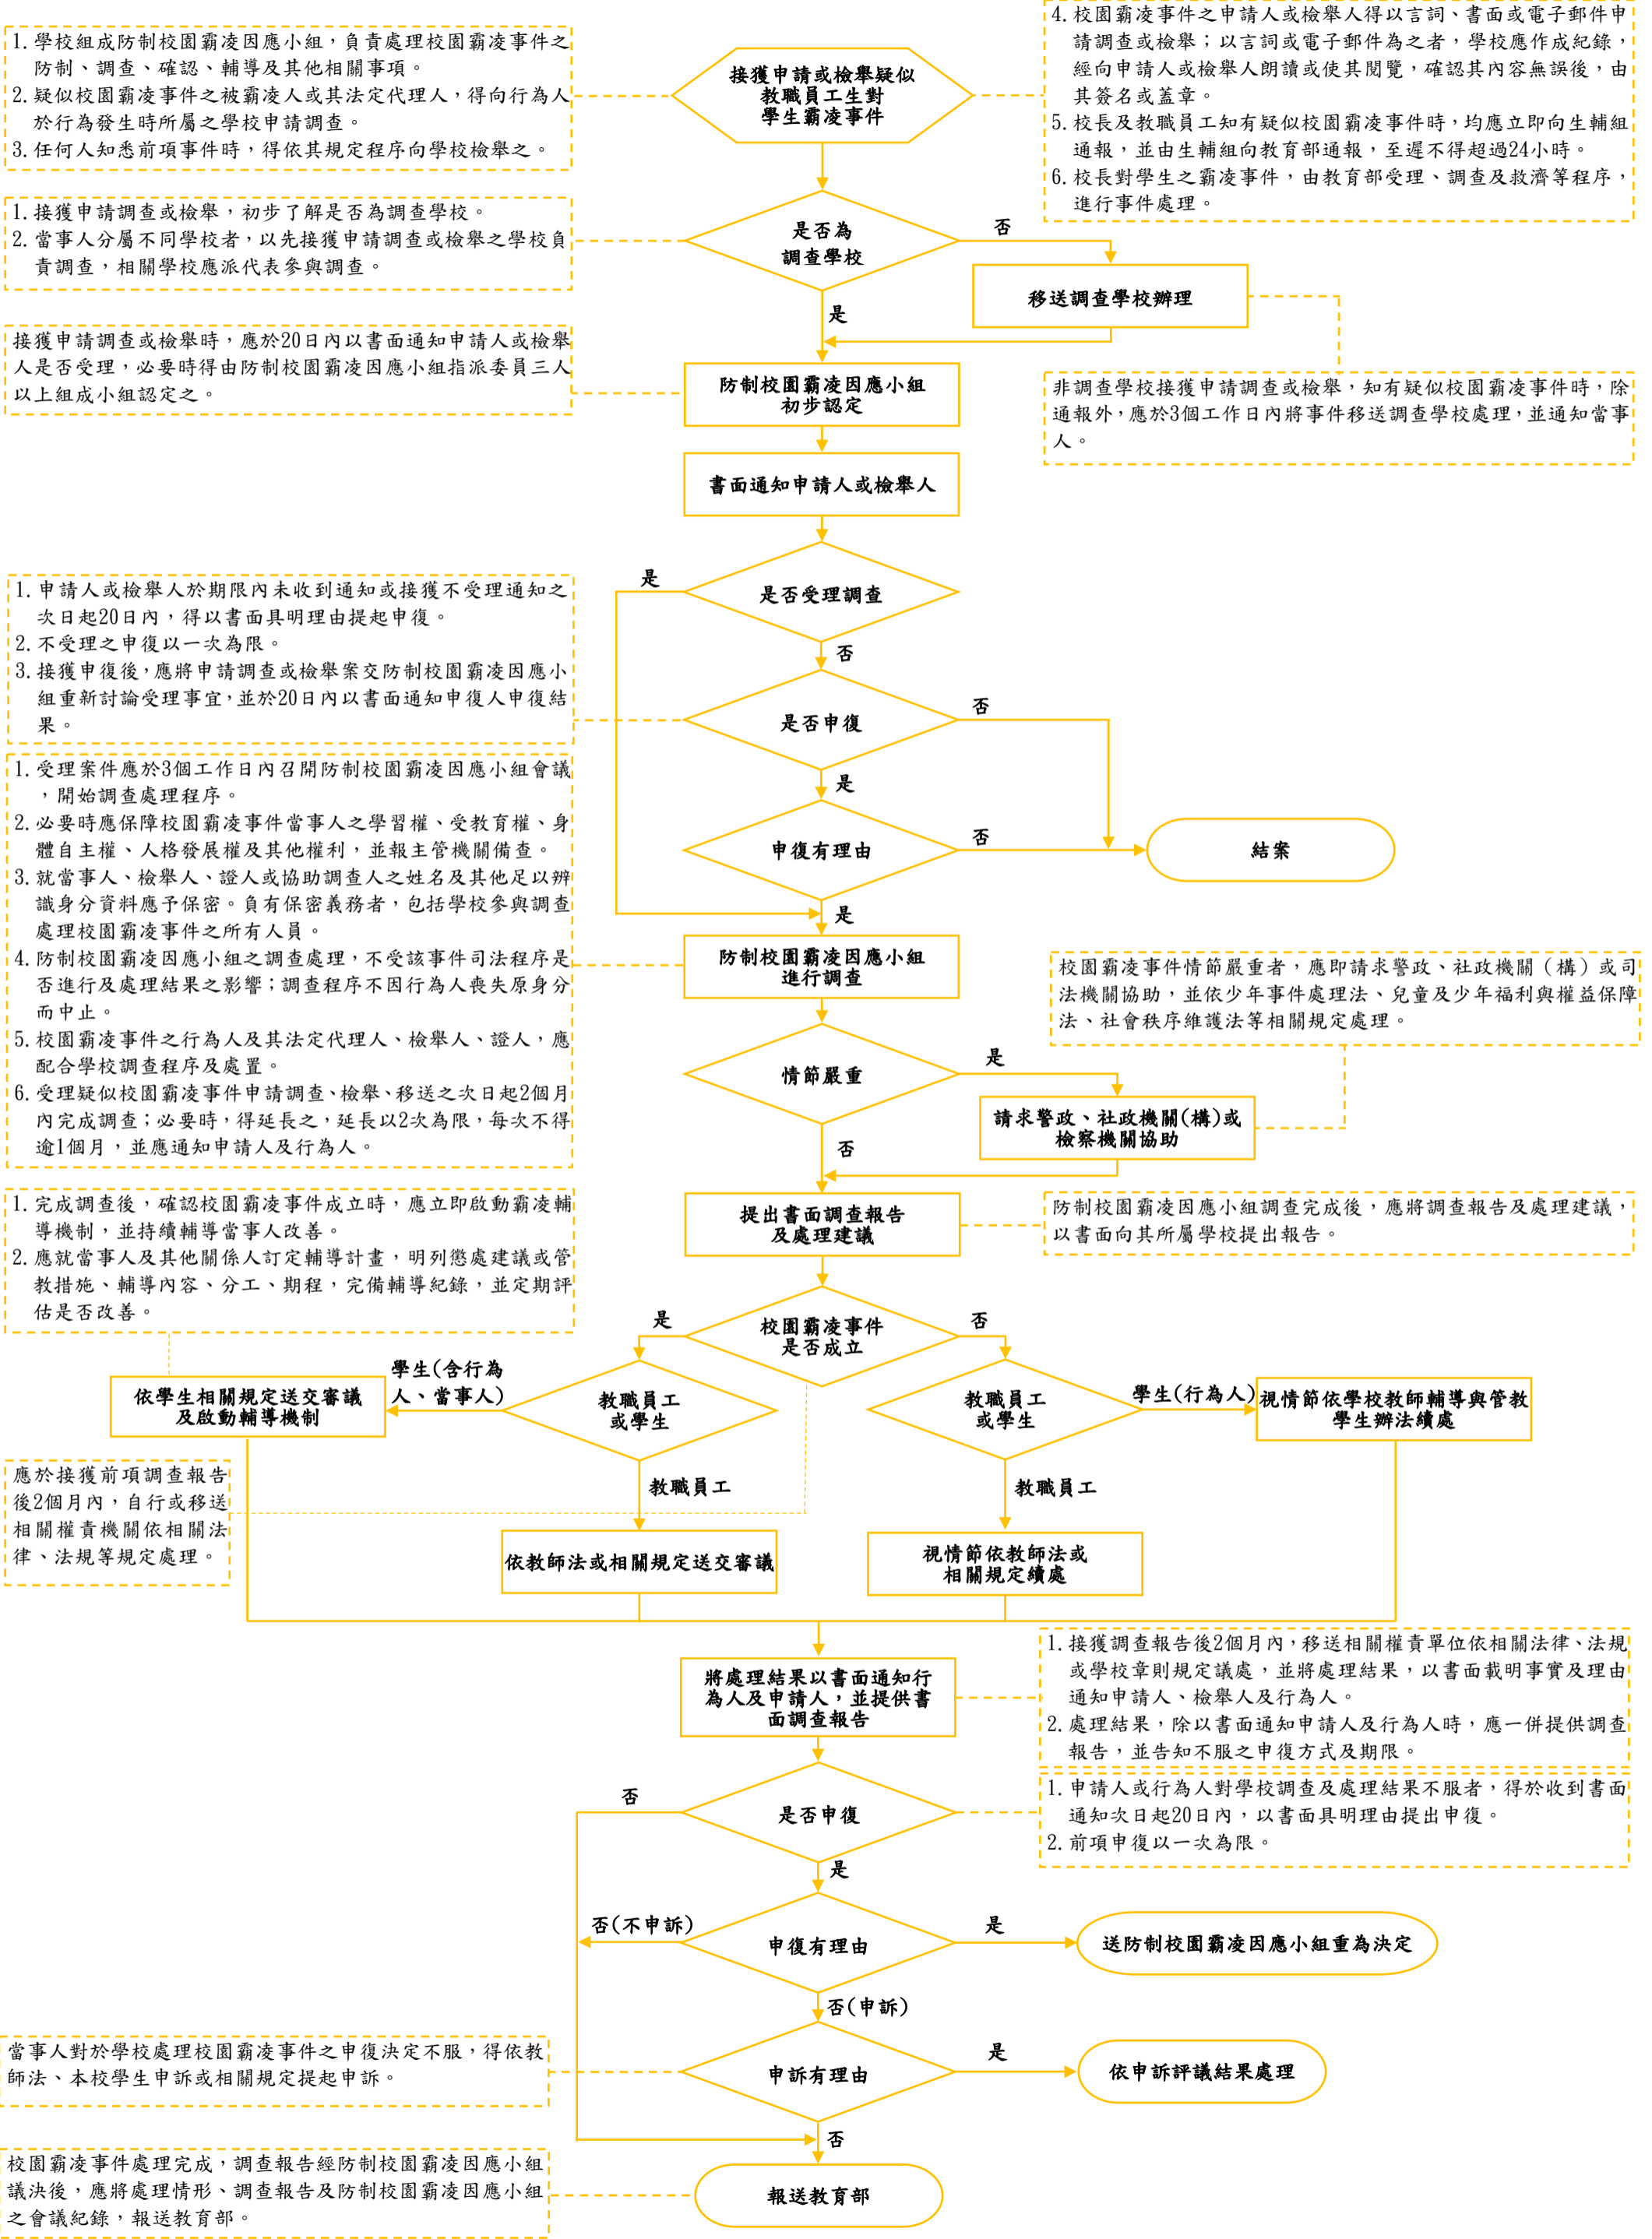 1. 學校組成防制校園霸凌因應小組，負責處理校園霸凌事件之
防制、調查、確認、輔導及其他相關事項。
2. 疑似校園霸凌事件之被霸凌人或其法定代理人，得向行為人
於行為發生時所屬之學校申請調查。
3. 任何人知悉前項事件時，得依其規定程序向學校檢舉之。
接獲申請或檢舉疑似
教職員工生對
學生霸凌事件
4. 校園霸凌事件之申請人或檢舉人得以言詞、書面或電子郵件申
請調查或檢舉；以言詞或電子郵件為之者，學校應作成紀錄，
經向申請人或檢舉人朗讀或使其閱覽，確認其內容無誤後，由
其簽名或蓋章。
5. 校長及教職員工知有疑似校園霸凌事件時，均應立即向生輔組
通報，並由生輔組向教育部通報，至遲不得超過24小時。
6. 校長對學生之霸凌事件，由教育部受理、調查及救濟等程序，
進行事件處理。
1. 接獲申請調查或檢舉，初步了解是否為調查學校。
2. 當事人分屬不同學校者，以先接獲申請調查或檢舉之學校負
責調查，相關學校應派代表參與調查。
是否為
調查學校
否
移送調查學校辦理
是
接獲申請調查或檢舉時，應於20日內以書面通知申請人或檢舉
人是否受理，必要時得由防制校園霸凌因應小組指派委員三人
以上組成小組認定之。
防制校園霸凌因應小組
初步認定
非調查學校接獲申請調查或檢舉，知有疑似校園霸凌事件時，除
通報外，應於3個工作日內將事件移送調查學校處理，並通知當事
人。
書面通知申請人或檢舉人
是
是否受理調查
否
1. 申請人或檢舉人於期限內未收到通知或接獲不受理通知之
次日起20日內，得以書面具明理由提起申復。
2. 不受理之申復以一次為限。
3. 接獲申復後，應將申請調查或檢舉案交防制校園霸凌因應小
組重新討論受理事宜，並於20日內以書面通知申復人申復結
果。
是否申復
否
是
申復有理由
否
結案
是
1. 受理案件應於3個工作日內召開防制校園霸凌因應小組會議
，開始調查處理程序。
2. 必要時應保障校園霸凌事件當事人之學習權、受教育權、身
體自主權、人格發展權及其他權利，並報主管機關備查。
3. 就當事人、檢舉人、證人或協助調查人之姓名及其他足以辨
識身分資料應予保密。負有保密義務者，包括學校參與調查
處理校園霸凌事件之所有人員。
4. 防制校園霸凌因應小組之調查處理，不受該事件司法程序是
否進行及處理結果之影響；調查程序不因行為人喪失原身分
而中止。
5. 校園霸凌事件之行為人及其法定代理人、檢舉人、證人，應
配合學校調查程序及處置。
6. 受理疑似校園霸凌事件申請調查、檢舉、移送之次日起2個月
內完成調查；必要時，得延長之，延長以2次為限，每次不得
逾1個月，並應通知申請人及行為人。
防制校園霸凌因應小組
進行調查
校園霸凌事件情節嚴重者，應即請求警政、社政機關（構）或司
法機關協助，並依少年事件處理法、兒童及少年福利與權益保障
法、社會秩序維護法等相關規定處理。
情節嚴重
是
請求警政、社政機關(構)或
檢察機關協助
否
提出書面調查報告
及處理建議
防制校園霸凌因應小組調查完成後，應將調查報告及處理建議，
以書面向其所屬學校提出報告。
1. 完成調查後，確認校園霸凌事件成立時，應立即啟動霸凌輔
導機制，並持續輔導當事人改善。
2. 應就當事人及其他關係人訂定輔導計畫，明列懲處建議或管
教措施、輔導內容、分工、期程，完備輔導紀錄，並定期評
估是否改善。
是
校園霸凌事件
是否成立
否
學生(含行為
人、當事人)
依學生相關規定送交審議
及啟動輔導機制
教職員工
或學生
教職員工
或學生
學生(行為人)
視情節依學校教師輔導與管教
學生辦法續處
應於接獲前項調查報告
後2個月內，自行或移送
相關權責機關依相關法
律、法規等規定處理。
教職員工
教職員工
依教師法或相關規定送交審議
視情節依教師法或
相關規定續處
將處理結果以書面通知行
為人及申請人，並提供書
面調查報告
1. 接獲調查報告後2個月內，移送相關權責單位依相關法律、法規
或學校章則規定議處，並將處理結果，以書面載明事實及理由
通知申請人、檢舉人及行為人。
2. 處理結果，除以書面通知申請人及行為人時，應一併提供調查
報告，並告知不服之申復方式及期限。
否
是否申復
是
1. 申請人或行為人對學校調查及處理結果不服者，得於收到書面
通知次日起20日內，以書面具明理由提出申復。
2. 前項申復以一次為限。
否(不申訴)
申復有理由
是
送防制校園霸凌因應小組重為決定
否(申訴)
當事人對於學校處理校園霸凌事件之申復決定不服，得依教
師法、本校學生申訴或相關規定提起申訴。
申訴有理由
是
依申訴評議結果處理
否
校園霸凌事件處理完成，調查報告經防制校園霸凌因應小組
議決後，應將處理情形、調查報告及防制校園霸凌因應小組
之會議紀錄，報送教育部。
報送教育部